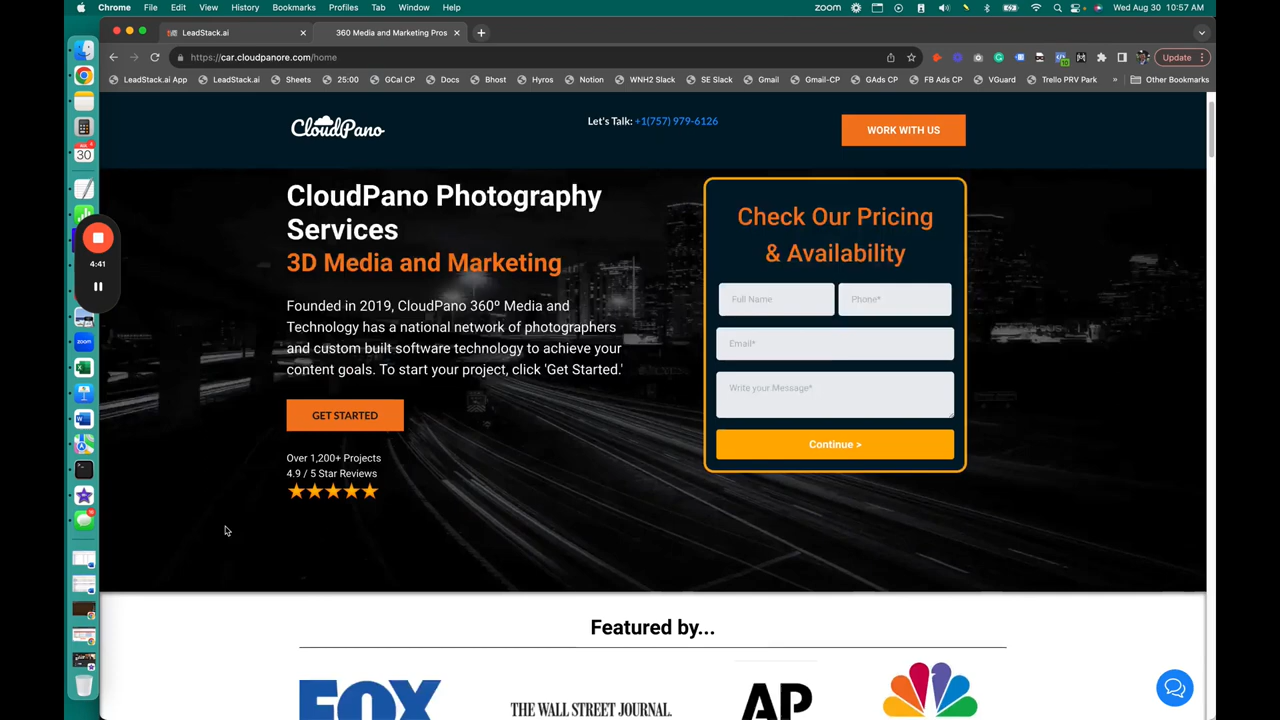 Chrome File Edit View History Bookmarks Profiles Tab Window Help
zoom
Wed Aug 30 10:57 AM
LeadStack.ai
360 Media and Marketing Pros
https://car.cloudpanore.com/home
Update
LeadStack.ai App
LeadStack.ai
Sheets
25:00
GCal CP
Docs
Bhost
Hyros
Notion
WNH2 Slack
SE Slack
Gmail
Gmail-CP
GAds CP
FB Ads CP
VGuard
Trello PRV Park
»
Other Bookmarks
CloudPano
Let's Talk: +1(757) 979-6126
WORK WITH US
CloudPano Photography
Services
3D Media and Marketing
Founded in 2019, CloudPano 360º Media and
Technology has a national network of photographers
and custom built software technology to achieve your
content goals. To start your project, click 'Get Started.'
GET STARTED
Over 1,200+ Projects
4.9 / 5 Star Reviews
Check Our Pricing
& Availability
Full Name
Phone*
Email*
Write your Message*
Continue >
Featured by...
FOX
THE WALL STREET JOURNAL.
AP
4:41
30
zoom